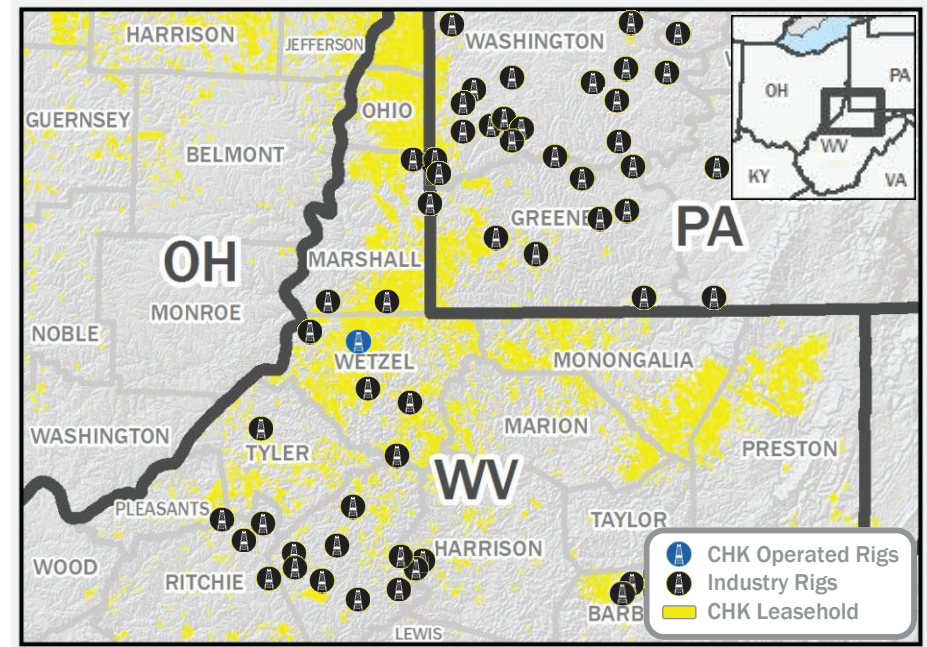 HARRISON
JEFFERSON
WASHINGTON
OHIO
GUERNSEY
BELMONT
OH
PA
WV
KY
VA
GREENE
PA
OH
MARSHALL
MONROE
NOBLE
WETZEL
MONONGALIA
WASHINGTON
TYLER
MARION
PRESTON
WV
PLEASANTS
TAYLOR
WOOD
RITCHIE
HARRISON
BARB
LEWIS
CHK Operated Rigs
Industry Rigs
CHK Leasehold